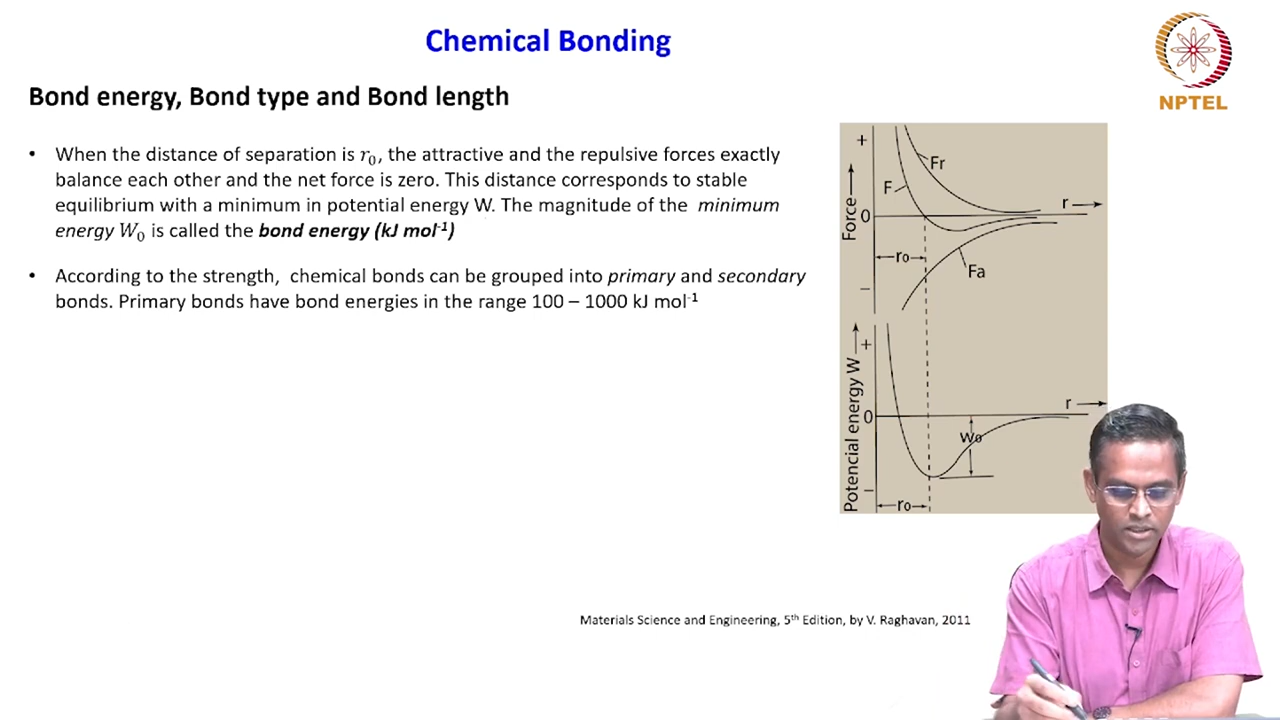 Chemical Bonding
NPTEL
Bond energy, Bond type and Bond length
• When the distance of separation is r₀, the attractive and the repulsive forces exactly
balance each other and the net force is zero. This distance corresponds to stable
equilibrium with a minimum in potential energy W. The magnitude of the minimum
energy W₀ is called the bond energy (kJ mol⁻¹)
• According to the strength, chemical bonds can be grouped into primary and secondary
bonds. Primary bonds have bond energies in the range 100 – 1000 kJ mol⁻¹
+
Fr
F
r
0
Force
ro
Fa
–
+
r
0
Wo
Potencial energy W
–
ro
Materials Science and Engineering, 5th Edition, by V. Raghavan, 2011